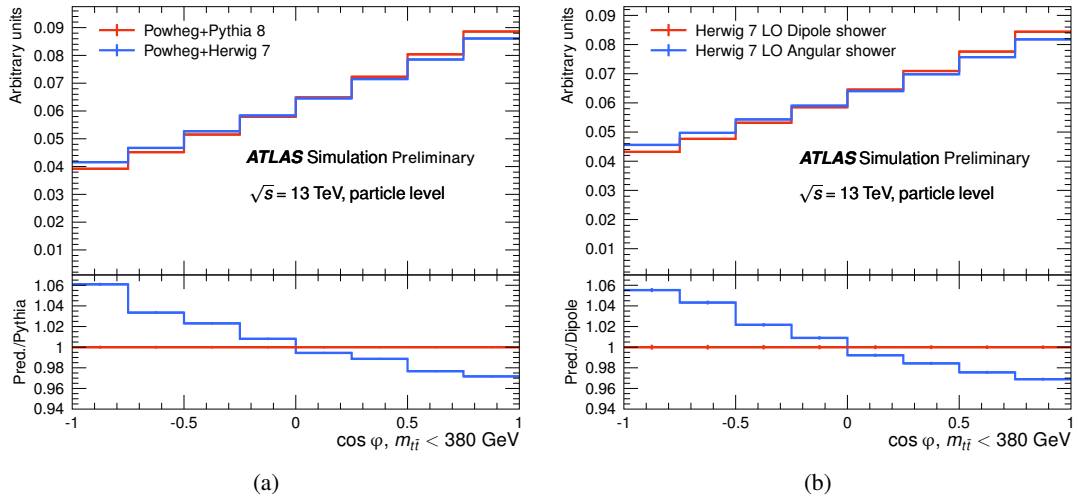 Arbitrary units
0.09
0.08
0.07
0.06
0.05
0.04
0.03
0.02
0.01
Powheg+Pythia 8
Powheg+Herwig 7
ATLAS Simulation Preliminary
√s = 13 TeV, particle level
Pred./Pythia
1.06
1.04
1.02
1
0.98
0.96
0.94
-1 -0.5 0 0.5 1
cos φ, m_{tt̄} < 380 GeV
(a)
Arbitrary units
0.09
0.08
0.07
0.06
0.05
0.04
0.03
0.02
0.01
Herwig 7 LO Dipole shower
Herwig 7 LO Angular shower
ATLAS Simulation Preliminary
√s = 13 TeV, particle level
Pred./Dipole
1.06
1.04
1.02
1
0.98
0.96
0.94
-1 -0.5 0 0.5 1
cos φ, m_{tt̄} < 380 GeV
(b)